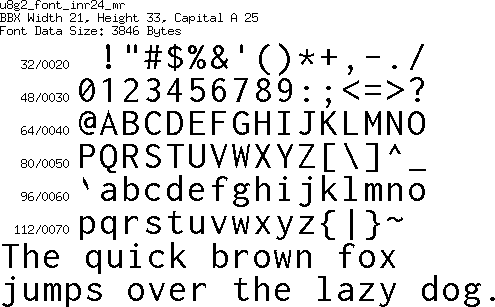 u8g2_font_inr24_mr
BBX Width 21, Height 33, Capital A 25
Font Data Size: 3846 Bytes
32/0020 !"#$%&'()*+,-./
48/0030 0123456789:;<=>?
64/0040 @ABCDEFGHIJKLMNO
80/0050 PQRSTUVWXYZ[\]^_
96/0060 `abcdefghijklmno
112/0070 pqrstuvwxyz{|}~
The quick brown fox
jumps over the lazy dog.